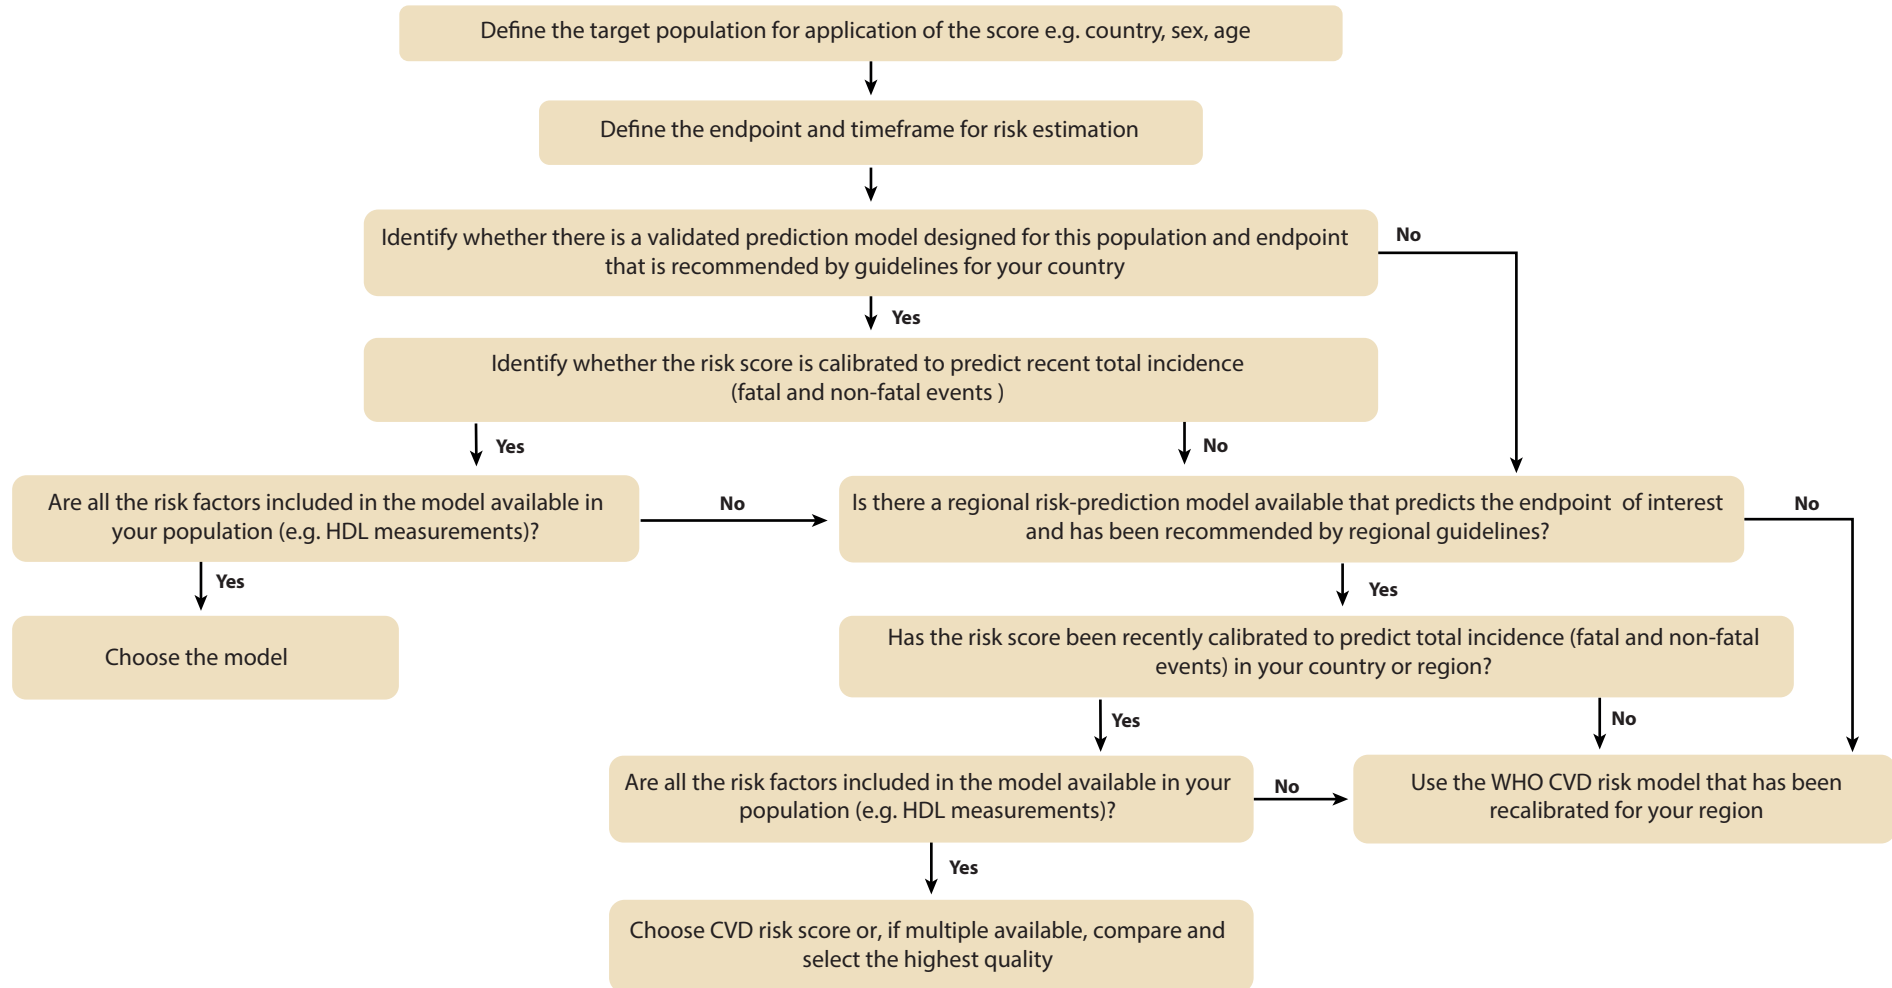 Define the target population for application of the score e.g. country, sex, age
Define the endpoint and timeframe for risk estimation
Identify whether there is a validated prediction model designed for this population and endpoint
that is recommended by guidelines for your country
No
Yes
Identify whether the risk score is calibrated to predict recent total incidence
(fatal and non-fatal events )
Yes
No
Are all the risk factors included in the model available in
your population (e.g. HDL measurements)?
No
Is there a regional risk-prediction model available that predicts the endpoint of interest
and has been recommended by regional guidelines?
No
Yes
Yes
Choose the model
Has the risk score been recently calibrated to predict total incidence (fatal and non-fatal
events) in your country or region?
Yes
No
Are all the risk factors included in the model available in your
population (e.g. HDL measurements)?
No
Use the WHO CVD risk model that has been
recalibrated for your region
Yes
Choose CVD risk score or, if multiple available, compare and
select the highest quality